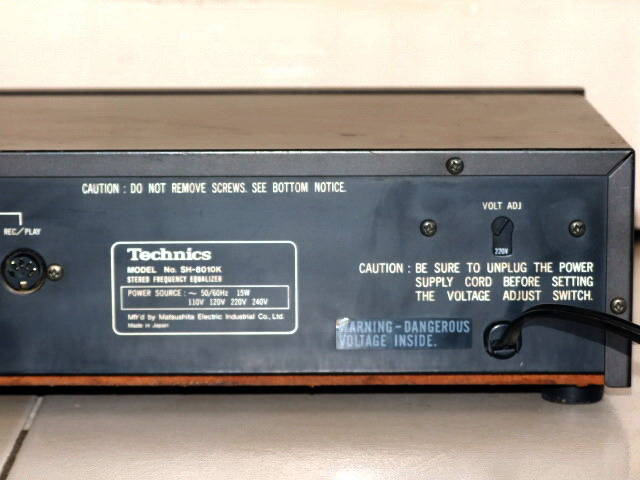 CAUTION : DO NOT REMOVE SCREWS. SEE BOTTOM NOTICE.
VOLT ADJ
220V
REC/PLAY
Technics
MODEL No. SH-8010K
STEREO FREQUENCY EQUALIZER
POWER SOURCE : ~ 50/60Hz 15W
110V 120V 220V 240V
Mfr'd by Matsushita Electric Industrial Co., Ltd.
Made in Japan
CAUTION : BE SURE TO UNPLUG THE POWER
SUPPLY CORD BEFORE SETTING
THE VOLTAGE ADJUST SWITCH.
WARNING - DANGEROUS
VOLTAGE INSIDE.